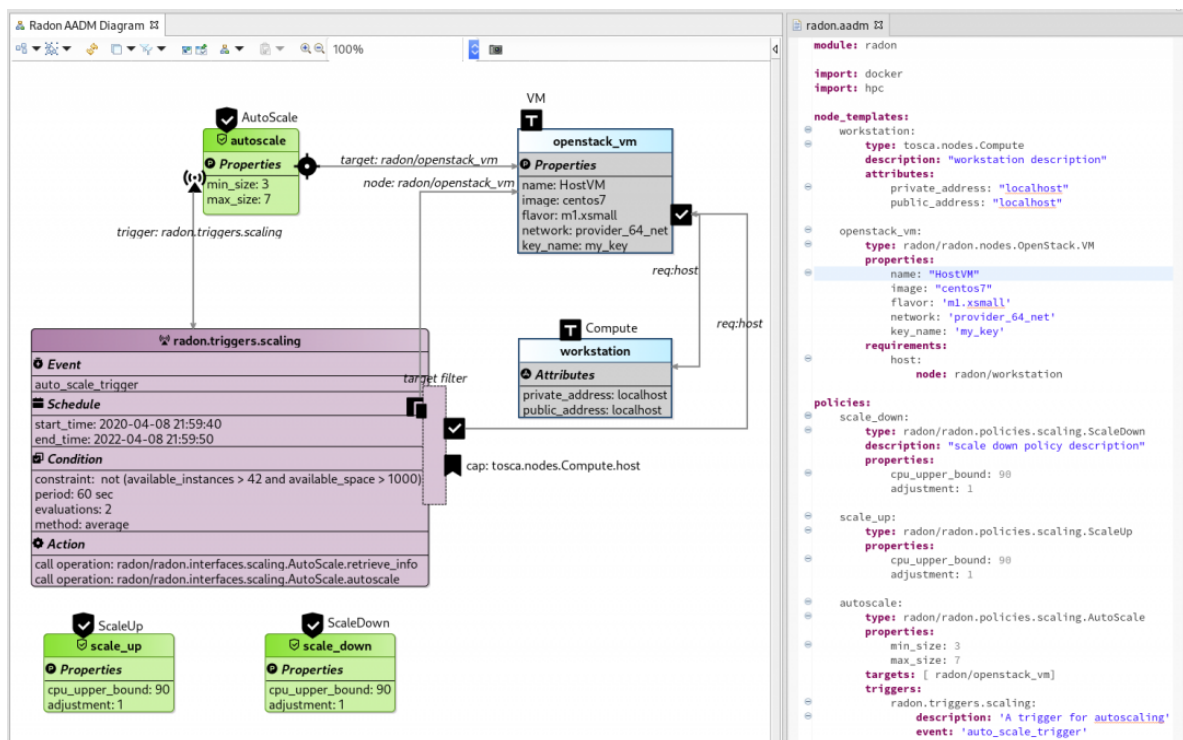 Radon AADM Diagram
100%
AutoScale
autoscale
Properties
min_size: 3
max_size: 7
target: radon/openstack_vm
node: radon/openstack_vm
trigger: radon.triggers.scaling
VM
openstack_vm
Properties
name: HostVM
image: centos7
flavor: m1.xsmall
network: provider_64_net
key_name: my_key
req:host
req:host
Compute
workstation
Attributes
private_address: localhost
public_address: localhost
radon.triggers.scaling
Event
auto_scale_trigger
Schedule
start_time: 2020-04-08 21:59:40
end_time: 2022-04-08 21:59:50
Condition
constraint: not (available_instances > 42 and available_space > 1000)
period: 60 sec
evaluations: 2
method: average
Action
call operation: radon/radon.interfaces.scaling.AutoScale.retrieve_info
call operation: radon/radon.interfaces.scaling.AutoScale.autoscale
target filter
cap: tosca.nodes.Compute.host
ScaleUp
scale_up
Properties
cpu_upper_bound: 90
adjustment: 1
ScaleDown
scale_down
Properties
cpu_upper_bound: 90
adjustment: 1
radon.aadm
module: radon
import: docker
import: hpc
node_templates:
workstation:
type: tosca.nodes.Compute
description: "workstation description"
attributes:
private_address: "localhost"
public_address: "localhost"
openstack_vm:
type: radon/radon.nodes.OpenStack.VM
properties:
name: "HostVM"
image: "centos7"
flavor: 'm1.xsmall'
network: 'provider_64_net'
key_name: 'my_key'
requirements:
host:
node: radon/workstation
policies:
scale_down:
type: radon/radon.policies.scaling.ScaleDown
description: "scale down policy description"
properties:
cpu_upper_bound: 90
adjustment: 1
scale_up:
type: radon/radon.policies.scaling.ScaleUp
properties:
cpu_upper_bound: 90
adjustment: 1
autoscale:
type: radon/radon.policies.scaling.AutoScale
properties:
min_size: 3
max_size: 7
targets: [ radon/openstack_vm]
triggers:
radon.triggers.scaling:
description: 'A trigger for autoscaling'
event: 'auto_scale_trigger'